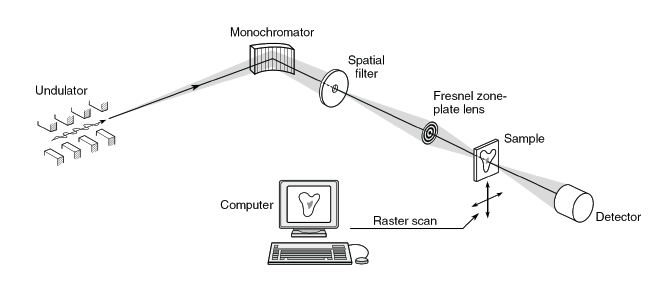 Monochromator
Spatial
filter
Undulator
Fresnel zone-
plate lens
Sample
Computer
Raster scan
Detector